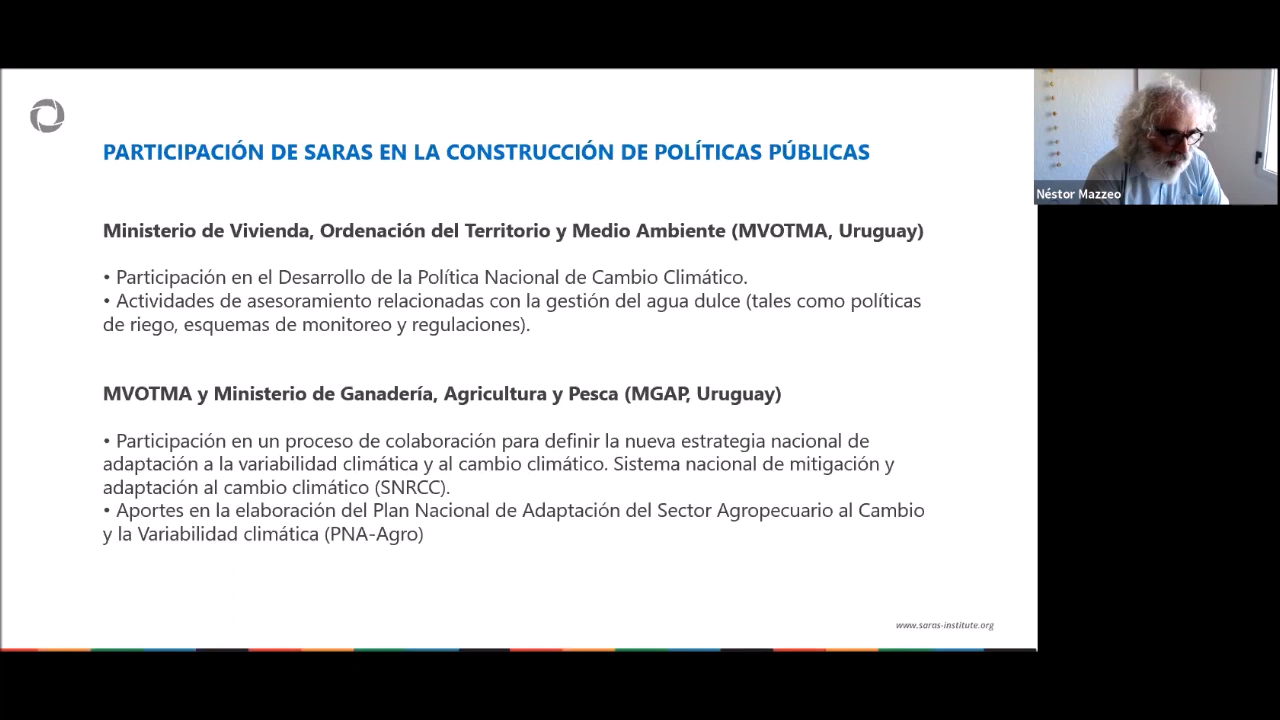 PARTICIPACIÓN DE SARAS EN LA CONSTRUCCIÓN DE POLÍTICAS PÚBLICAS
Néstor Mazzeo
Ministerio de Vivienda, Ordenación del Territorio y Medio Ambiente (MVOTMA, Uruguay)
• Participación en el Desarrollo de la Política Nacional de Cambio Climático.
• Actividades de asesoramiento relacionadas con la gestión del agua dulce (tales como políticas
de riego, esquemas de monitoreo y regulaciones).
MVOTMA y Ministerio de Ganadería, Agricultura y Pesca (MGAP, Uruguay)
• Participación en un proceso de colaboración para definir la nueva estrategia nacional de
adaptación a la variabilidad climática y al cambio climático. Sistema nacional de mitigación y
adaptación al cambio climático (SNRCC).
• Aportes en la elaboración del Plan Nacional de Adaptación del Sector Agropecuario al Cambio
y la Variabilidad climática (PNA-Agro)
www.saras-institute.org